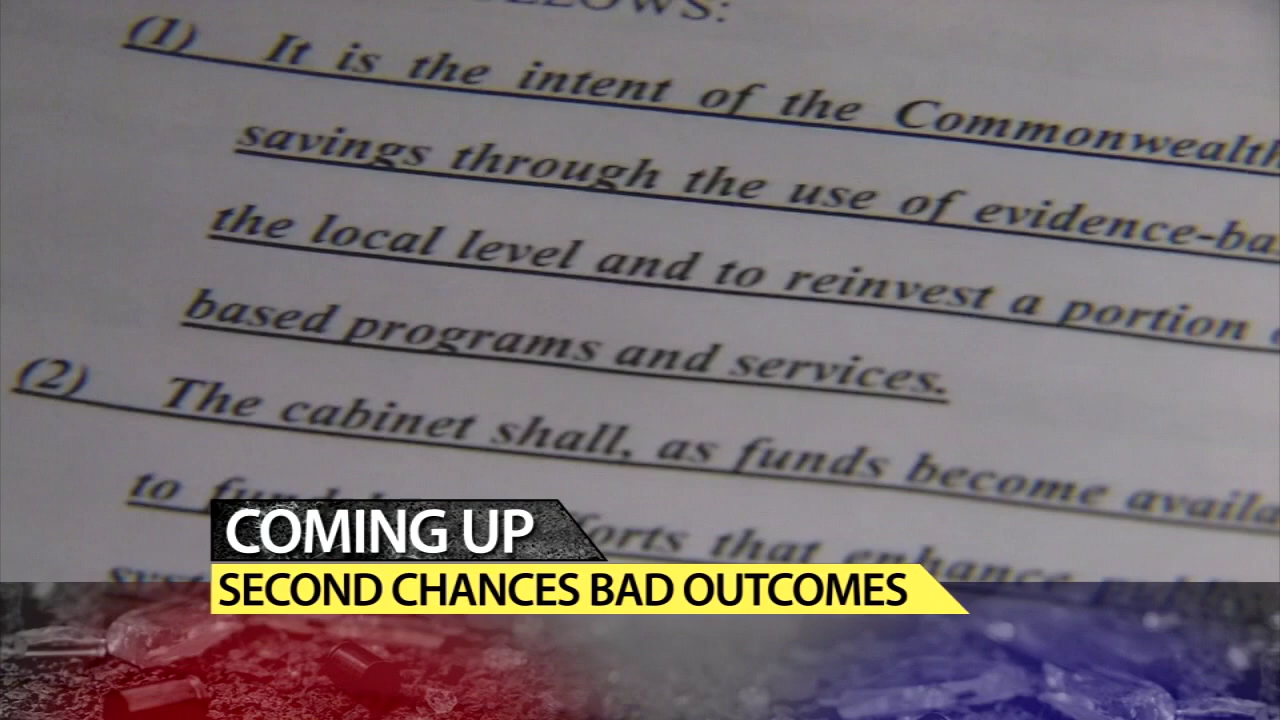 (1) It is the intent of the Commonwealth
savings through the use of evidence-ba
the local level and to reinvest a portion
based programs and services.
(2) The cabinet shall, as funds become availa
to
that enhance
COMING UP
SECOND CHANCES BAD OUTCOMES